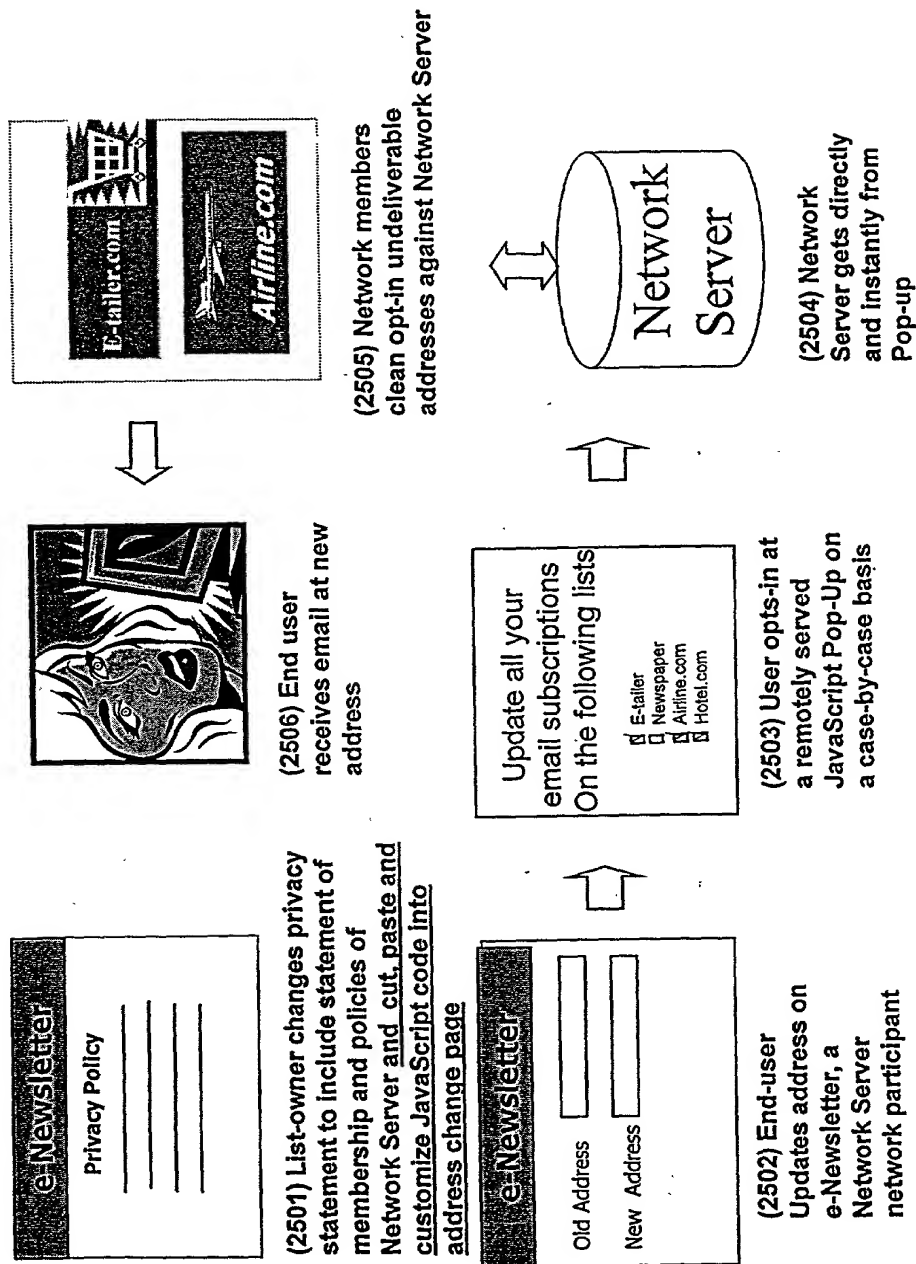 e-Newsletter
Privacy Policy
(2501) List-owner changes privacy
statement to include statement of
membership and policies of
Network Server and cut, paste and
customize JavaScript code into
address change page
e-Newsletter
Old Address
New Address
(2502) End-user
Updates address on
e-Newsletter, a
Network Server
network participant
Update all your
email subscriptions
On the following lists
E-tailer
Newspaper
Airline.com
Hotel.com
(2503) User opts-in at
a remotely served
JavaScript Pop-Up on
a case-by-case basis
Network
Server
(2504) Network
Server gets directly
and instantly from
Pop-up
E-tailer.com
Airline.com
(2505) Network members
clean opt-in undeliverable
addresses against Network Server
(2506) End user
receives email at new
address